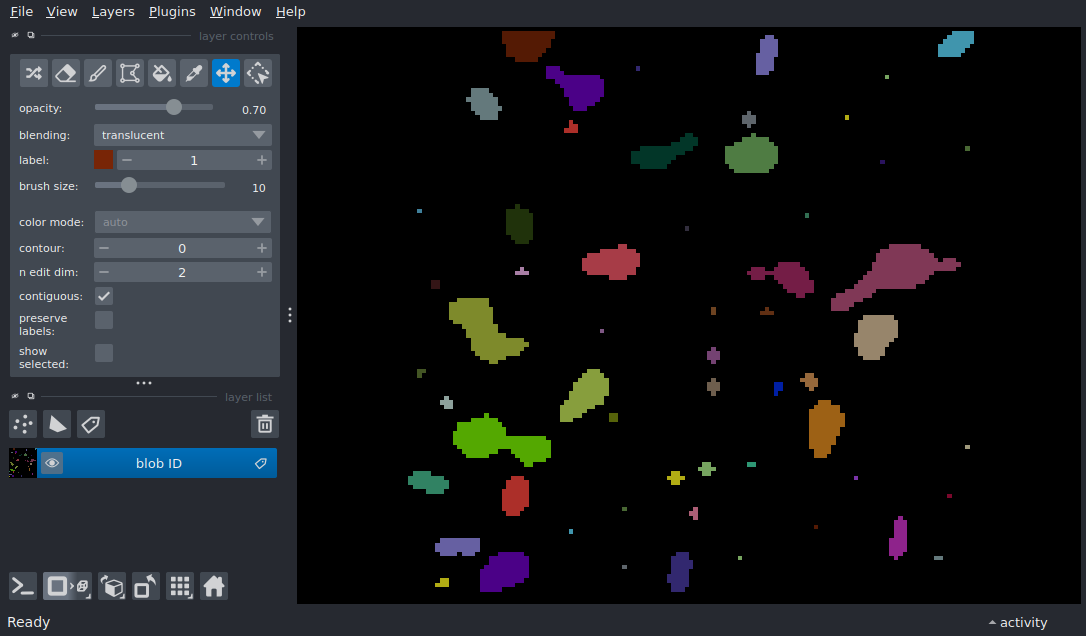 File View Layers Plugins Window Help
layer controls
opacity: 0.70
blending: translucent
label: 1
brush size: 10
color mode: auto
contour: 0
n edit dim: 2
contiguous:
preserve
labels:
show
selected:
layer list
blob ID
Ready
activity